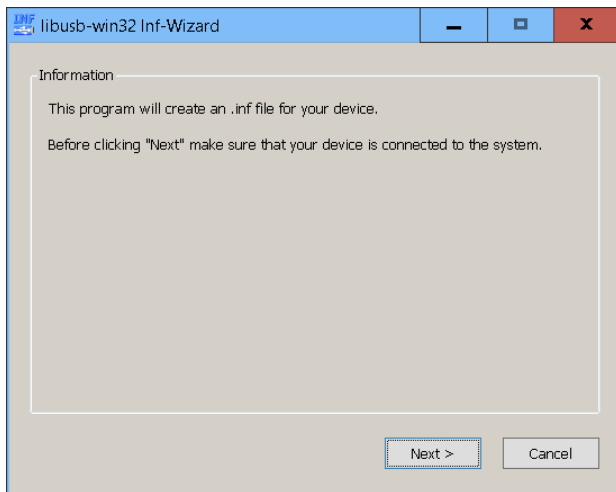 libusb-win32 Inf-Wizard
Information
This program will create an .inf file for your device.
Before clicking "Next" make sure that your device is connected to the system.
Next >
Cancel